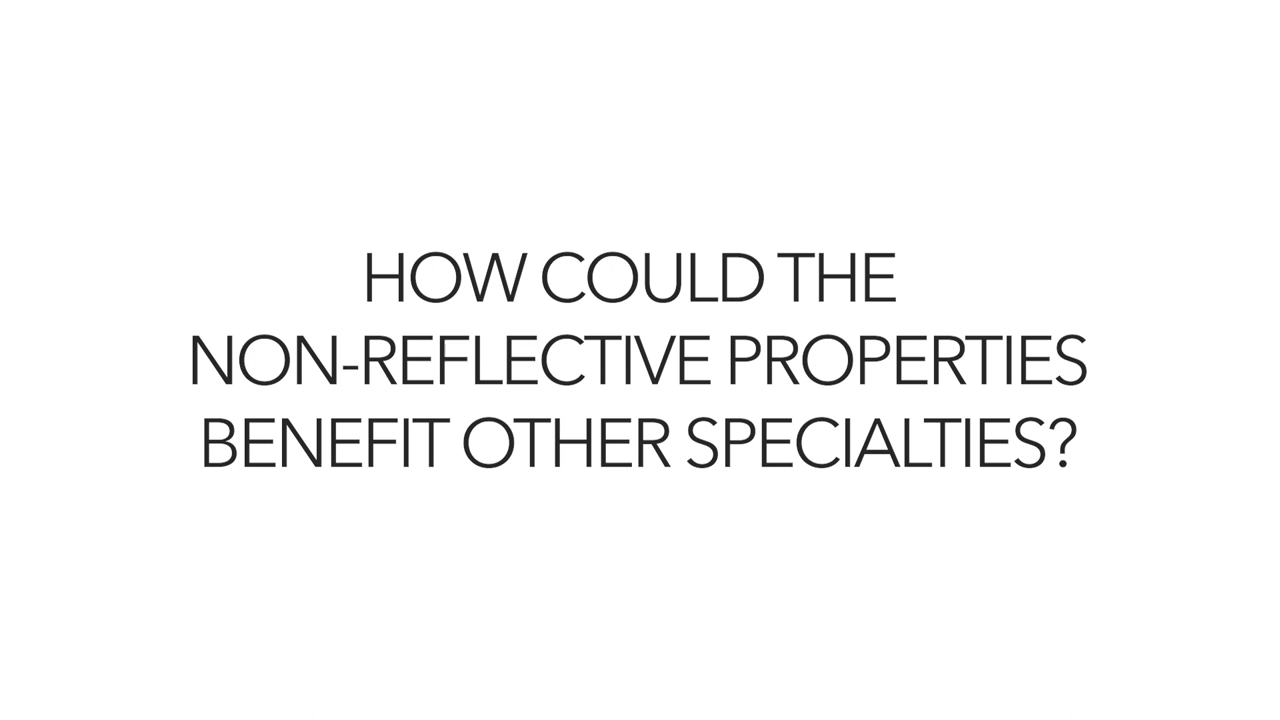 HOW COULD THE
NON-REFLECTIVE PROPERTIES
BENEFIT OTHER SPECIALTIES?